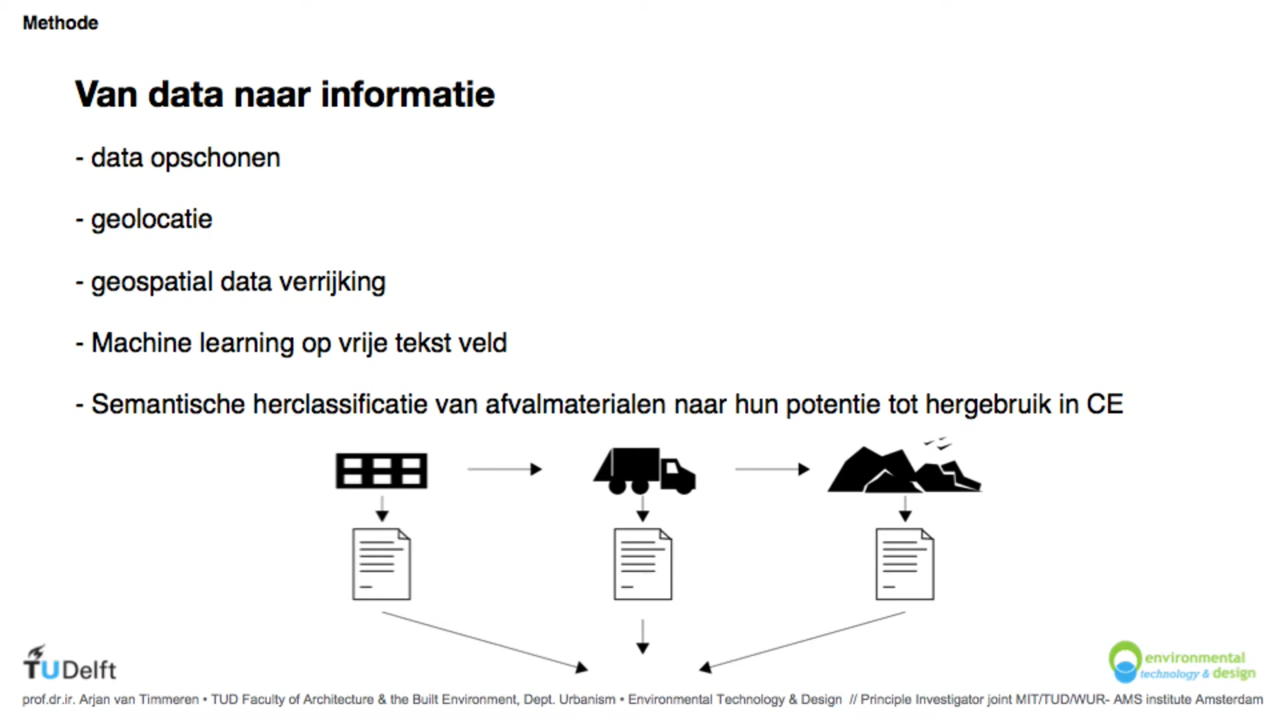 Methode
Van data naar informatie
- data opschonen
- geolocatie
- geospatial data verrijking
- Machine learning op vrije tekst veld
- Semantische herclassificatie van afvalmaterialen naar hun potentie tot hergebruik in CE
TUDelft
environmental
technology & design
prof.dr.ir. Arjan van Timmeren • TUD Faculty of Architecture & the Built Environment, Dept. Urbanism • Environmental Technology & Design // Principle Investigator joint MIT/TUD/WUR- AMS institute Amsterdam